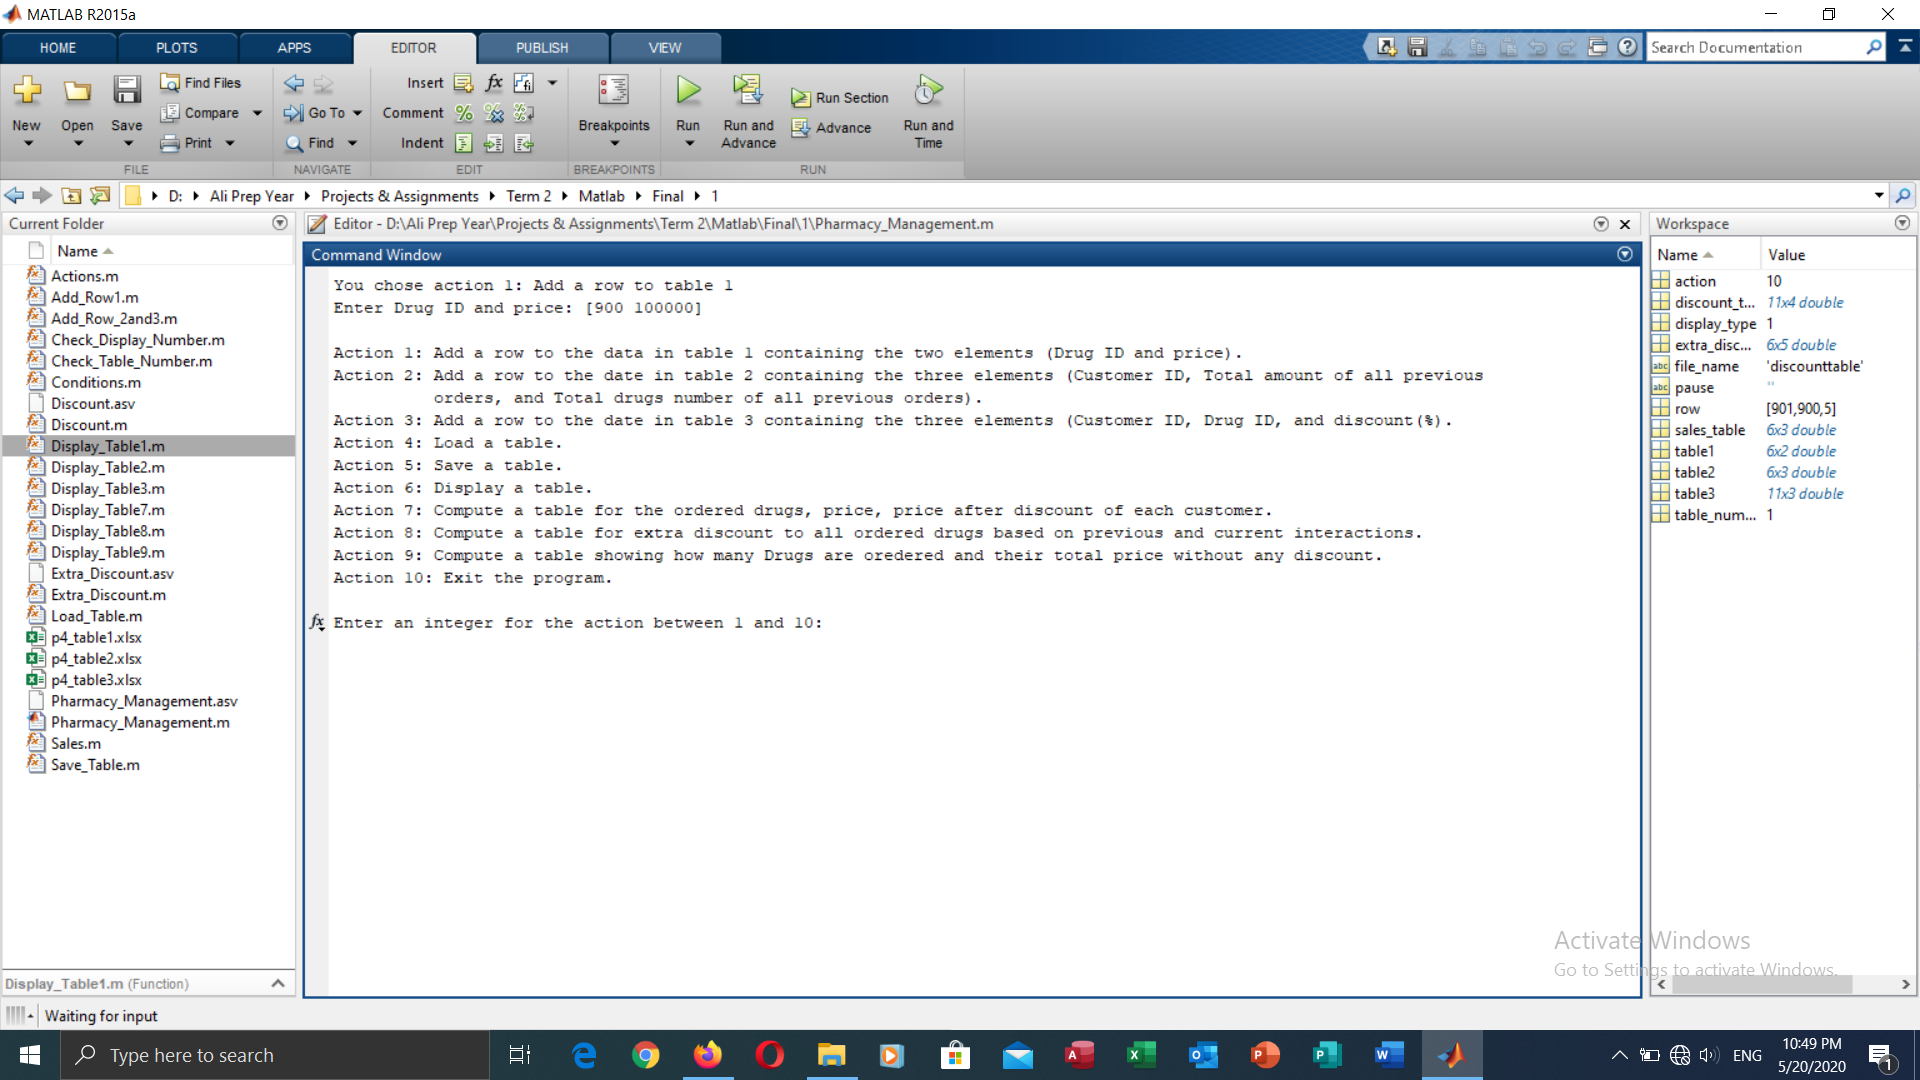 MATLAB R2015a
HOME PLOTS APPS EDITOR PUBLISH VIEW
Search Documentation
New Open Save
Find Files
Compare
Print
FILE
Go To
Find
NAVIGATE
Insert
Comment
Indent
EDIT
Breakpoints
BREAKPOINTS
Run
Run and Advance
Run Section
Advance
Run and Time
RUN
D: Ali Prep Year Projects & Assignments Term 2 Matlab Final 1
Current Folder
Name
Actions.m
Add_Row1.m
Add_Row_2and3.m
Check_Display_Number.m
Check_Table_Number.m
Conditions.m
Discount.asv
Discount.m
Display_Table1.m
Display_Table2.m
Display_Table3.m
Display_Table7.m
Display_Table8.m
Display_Table9.m
Extra_Discount.asv
Extra_Discount.m
Load_Table.m
p4_table1.xlsx
p4_table2.xlsx
p4_table3.xlsx
Pharmacy_Management.asv
Pharmacy_Management.m
Sales.m
Save_Table.m
Display_Table1.m (Function)
Editor - D:\Ali Prep Year\Projects & Assignments\Term 2\Matlab\Final\1\Pharmacy_Management.m
Command Window
You chose action 1: Add a row to table 1
Enter Drug ID and price: [900 100000]
Action 1: Add a row to the data in table 1 containing the two elements (Drug ID and price).
Action 2: Add a row to the date in table 2 containing the three elements (Customer ID, Total amount of all previous
orders, and Total drugs number of all previous orders).
Action 3: Add a row to the date in table 3 containing the three elements (Customer ID, Drug ID, and discount(%).
Action 4: Load a table.
Action 5: Save a table.
Action 6: Display a table.
Action 7: Compute a table for the ordered drugs, price, price after discount of each customer.
Action 8: Compute a table for extra discount to all ordered drugs based on previous and current interactions.
Action 9: Compute a table showing how many Drugs are oredered and their total price without any discount.
Action 10: Exit the program.
fx Enter an integer for the action between 1 and 10:
Workspace
Name Value
action 10
discount_t... 11x4 double
display_type 1
extra_disc... 6x5 double
file_name 'discounttable'
pause ''
row [901,900,5]
sales_table 6x3 double
table1 6x2 double
table2 6x3 double
table3 11x3 double
table_num... 1
Activate Windows
Go to Settings to activate Windows.
Waiting for input
Type here to search
ENG
10:49 PM
5/20/2020
1